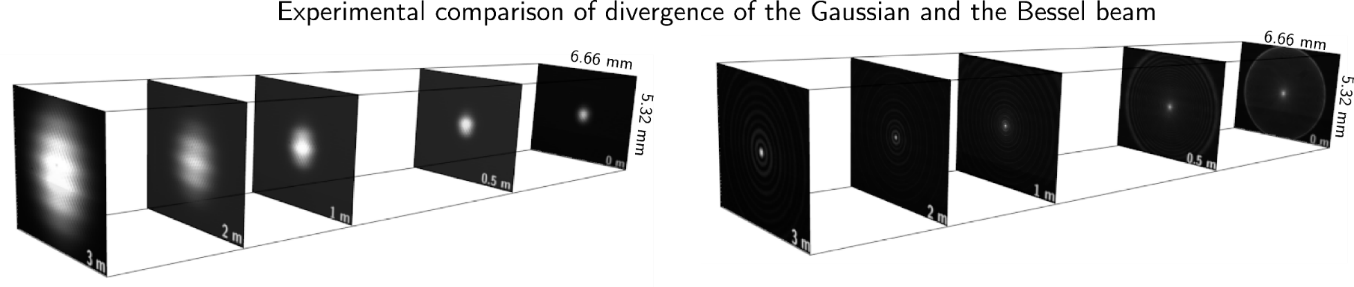 Experimental comparison of divergence of the Gaussian and the Bessel beam
6.66 mm
5.32 mm
0 m
0.5 m
1 m
2 m
3 m
6.66 mm
5.32 mm
0 m
0.5 m
1 m
2 m
3 m